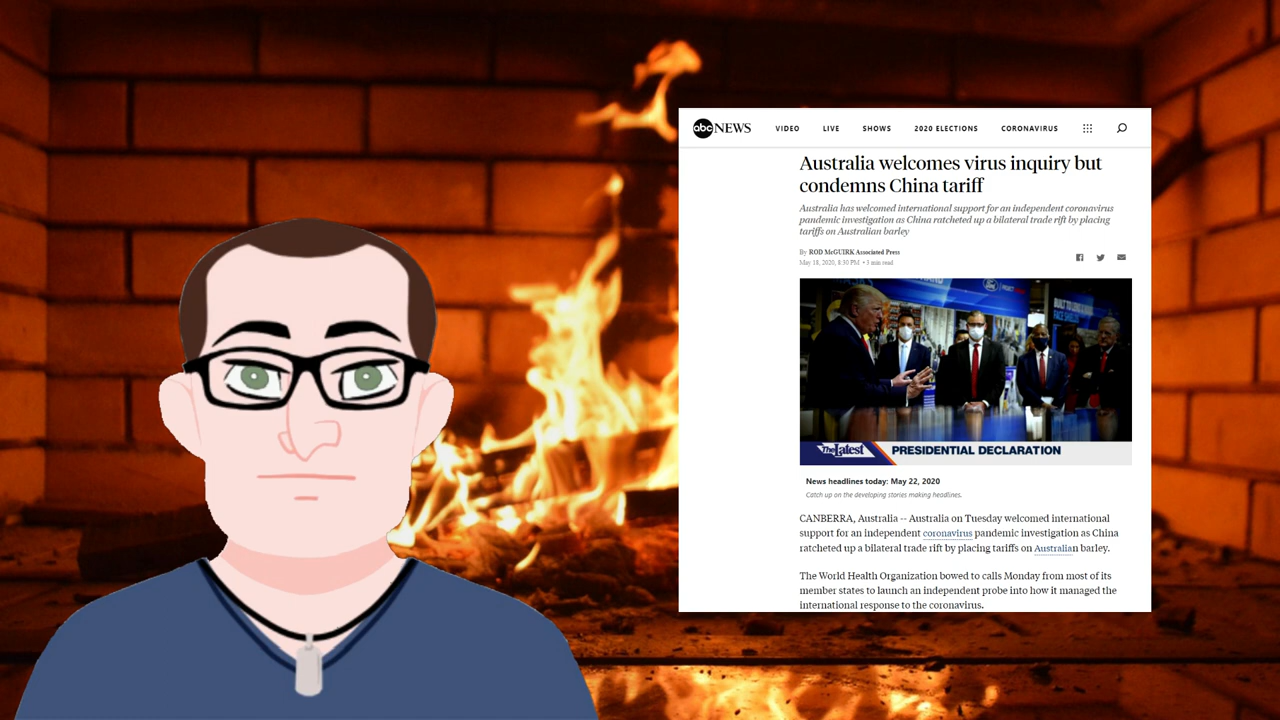 abc NEWS VIDEO LIVE SHOWS 2020 ELECTIONS CORONAVIRUS
Australia welcomes virus inquiry but
condemns China tariff
Australia has welcomed international support for an independent coronavirus
pandemic investigation as China ratcheted up a bilateral trade rift by placing
tariffs on Australian barley
By ROD McGUIRK Associated Press
May 18, 2020, 8:30 PM • 3 min read
The Latest PRESIDENTIAL DECLARATION
News headlines today: May 22, 2020
Catch up on the developing stories making headlines.
CANBERRA, Australia -- Australia on Tuesday welcomed international
support for an independent coronavirus pandemic investigation as China
ratcheted up a bilateral trade rift by placing tariffs on Australian barley.
The World Health Organization bowed to calls Monday from most of its
member states to launch an independent probe into how it managed the
international response to the coronavirus.